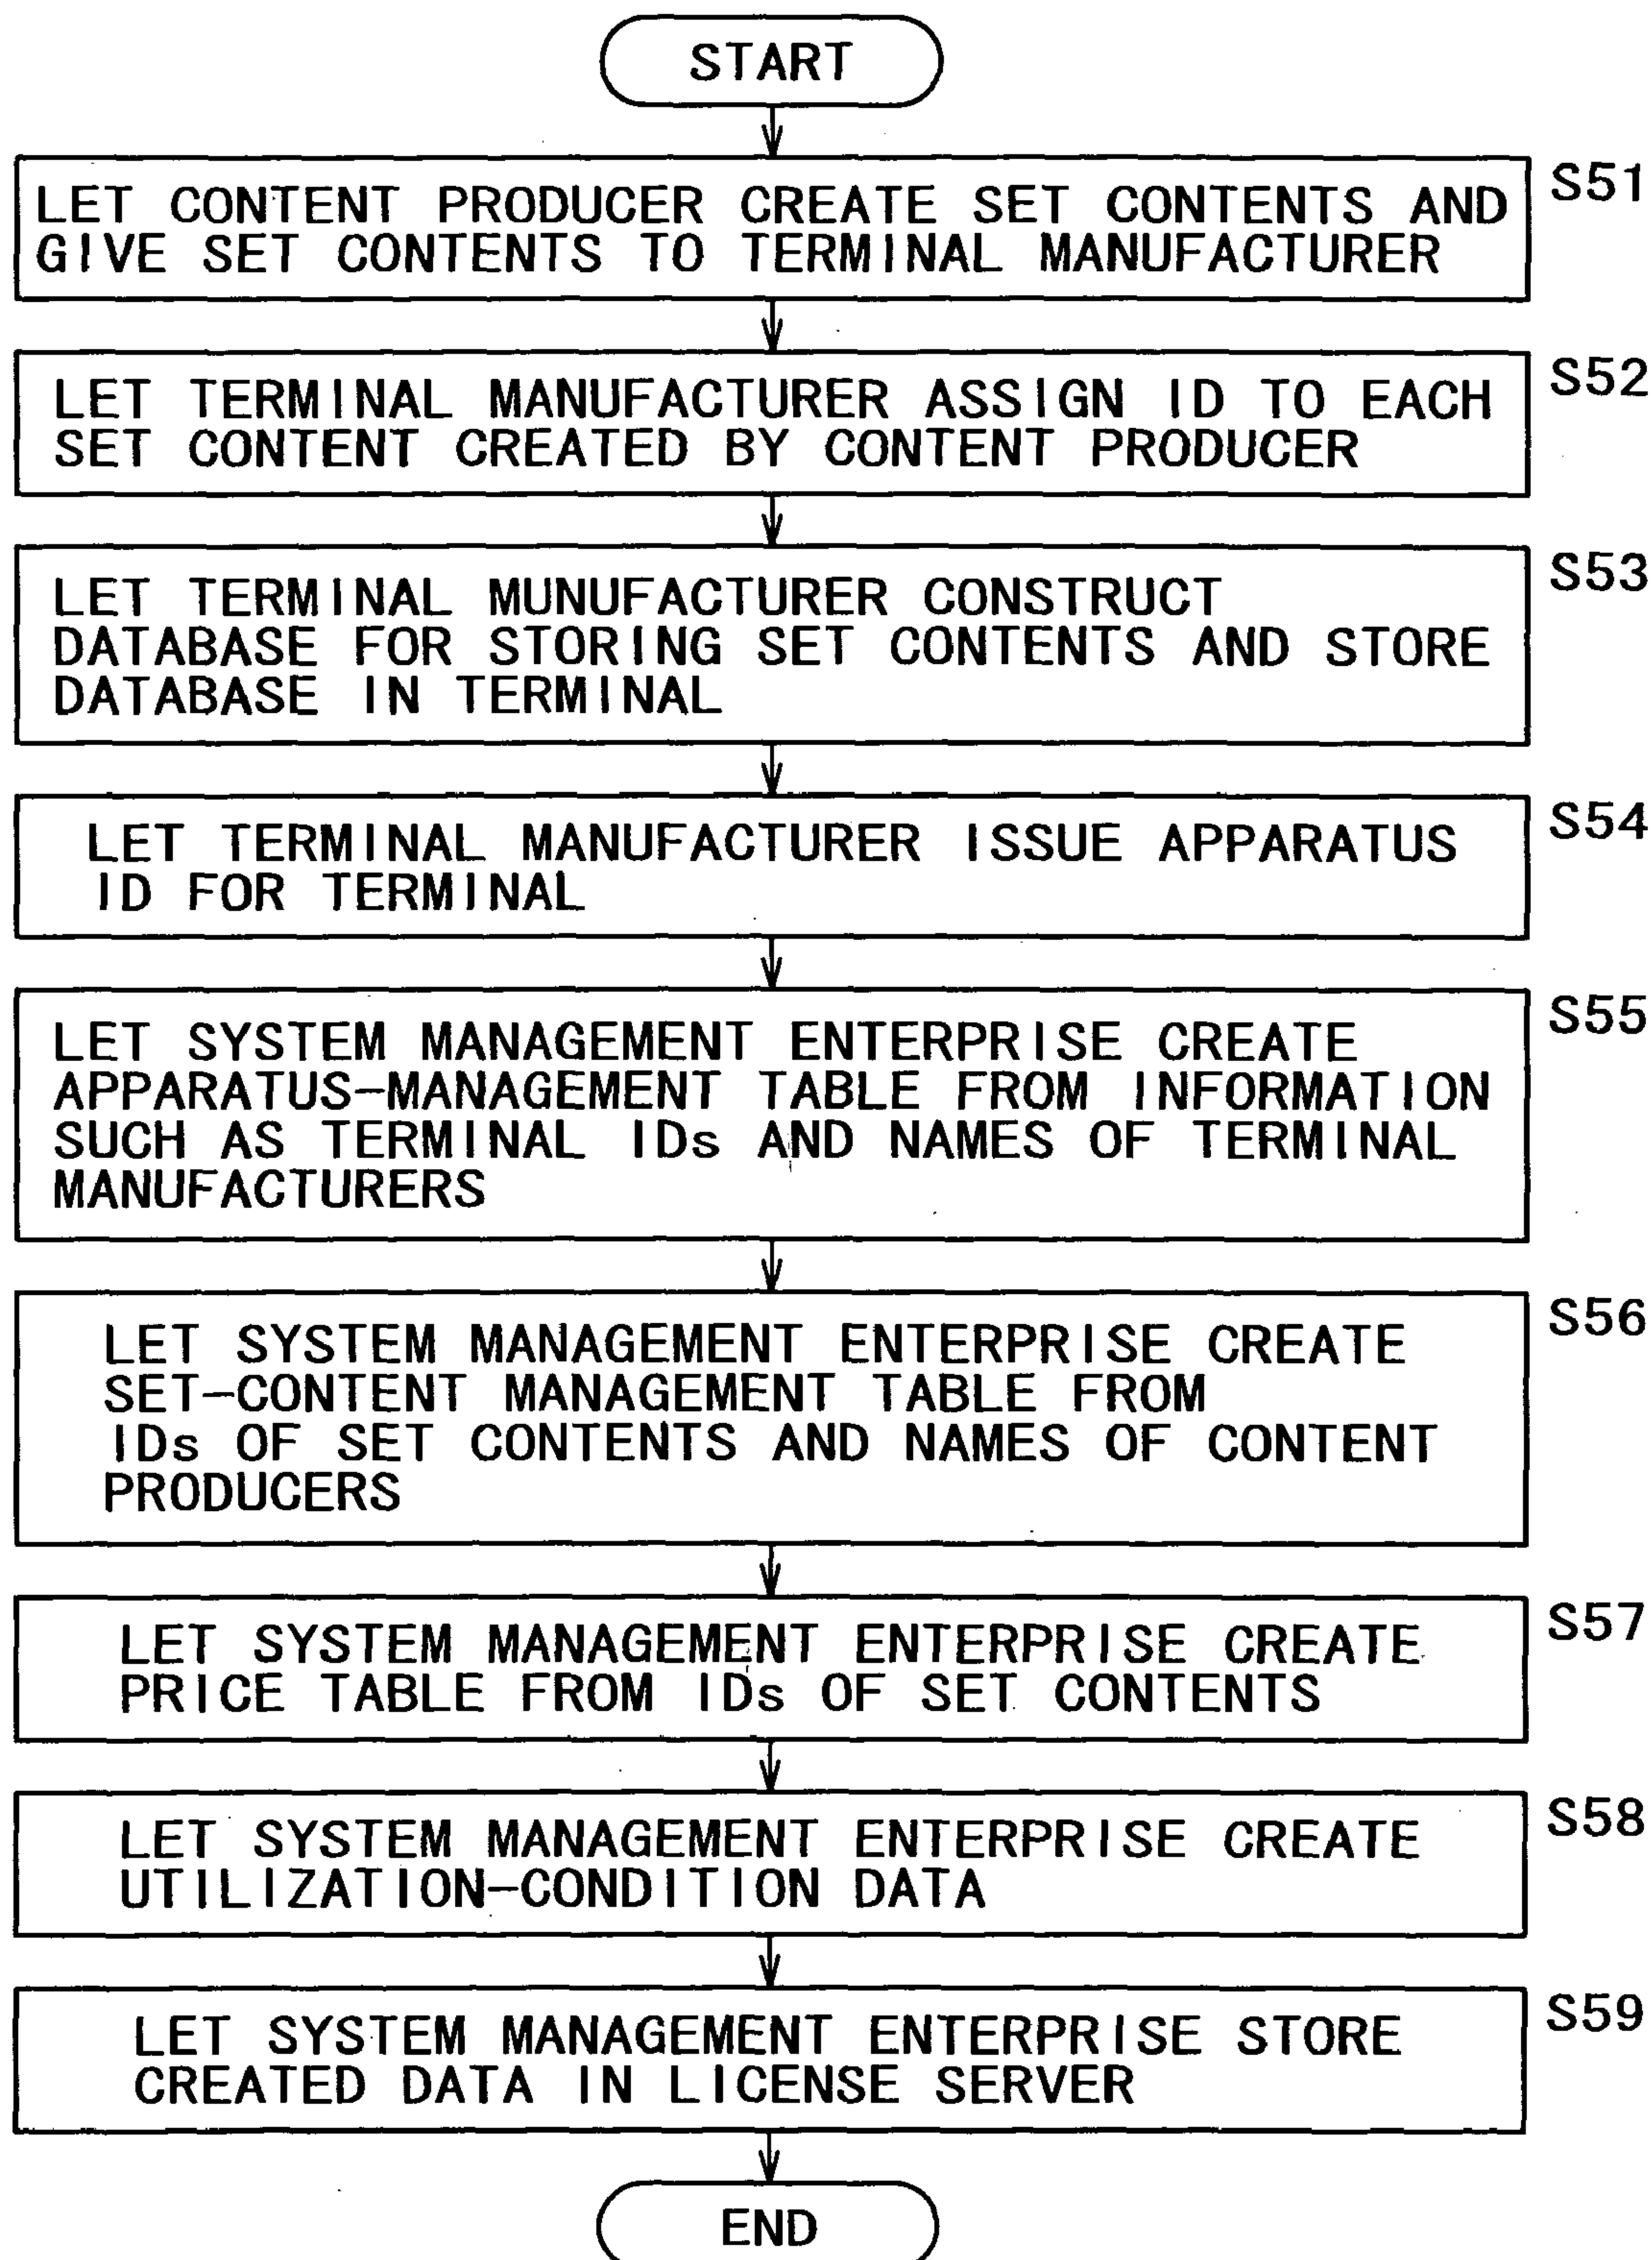 START
S51
LET CONTENT PRODUCER CREATE SET CONTENTS AND
GIVE SET CONTENTS TO TERMINAL MANUFACTURER
S52
LET TERMINAL MANUFACTURER ASSIGN ID TO EACH
SET CONTENT CREATED BY CONTENT PRODUCER
S53
LET TERMINAL MUNUFACTURER CONSTRUCT
DATABASE FOR STORING SET CONTENTS AND STORE
DATABASE IN TERMINAL
S54
LET TERMINAL MANUFACTURER ISSUE APPARATUS
ID FOR TERMINAL
S55
LET SYSTEM MANAGEMENT ENTERPRISE CREATE
APPARATUS-MANAGEMENT TABLE FROM INFORMATION
SUCH AS TERMINAL IDs AND NAMES OF TERMINAL
MANUFACTURERS
S56
LET SYSTEM MANAGEMENT ENTERPRISE CREATE
SET-CONTENT MANAGEMENT TABLE FROM
IDs OF SET CONTENTS AND NAMES OF CONTENT
PRODUCERS
S57
LET SYSTEM MANAGEMENT ENTERPRISE CREATE
PRICE TABLE FROM IDs OF SET CONTENTS
S58
LET SYSTEM MANAGEMENT ENTERPRISE CREATE
UTILIZATION-CONDITION DATA
S59
LET SYSTEM MANAGEMENT ENTERPRISE STORE
CREATED DATA IN LICENSE SERVER
END